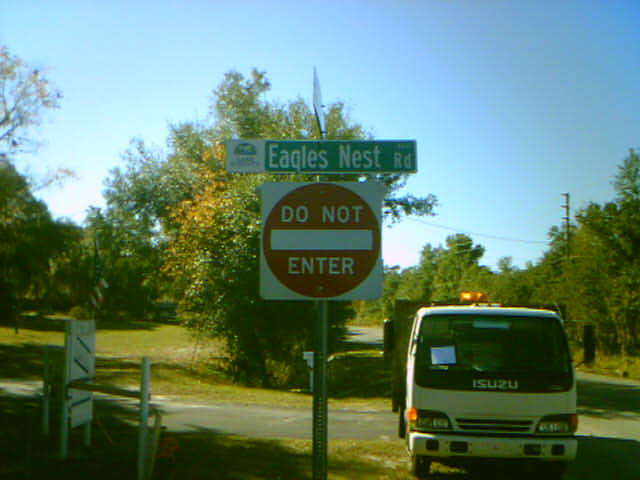 Eagles Nest Rd
DO NOT
ENTER
ISUZU